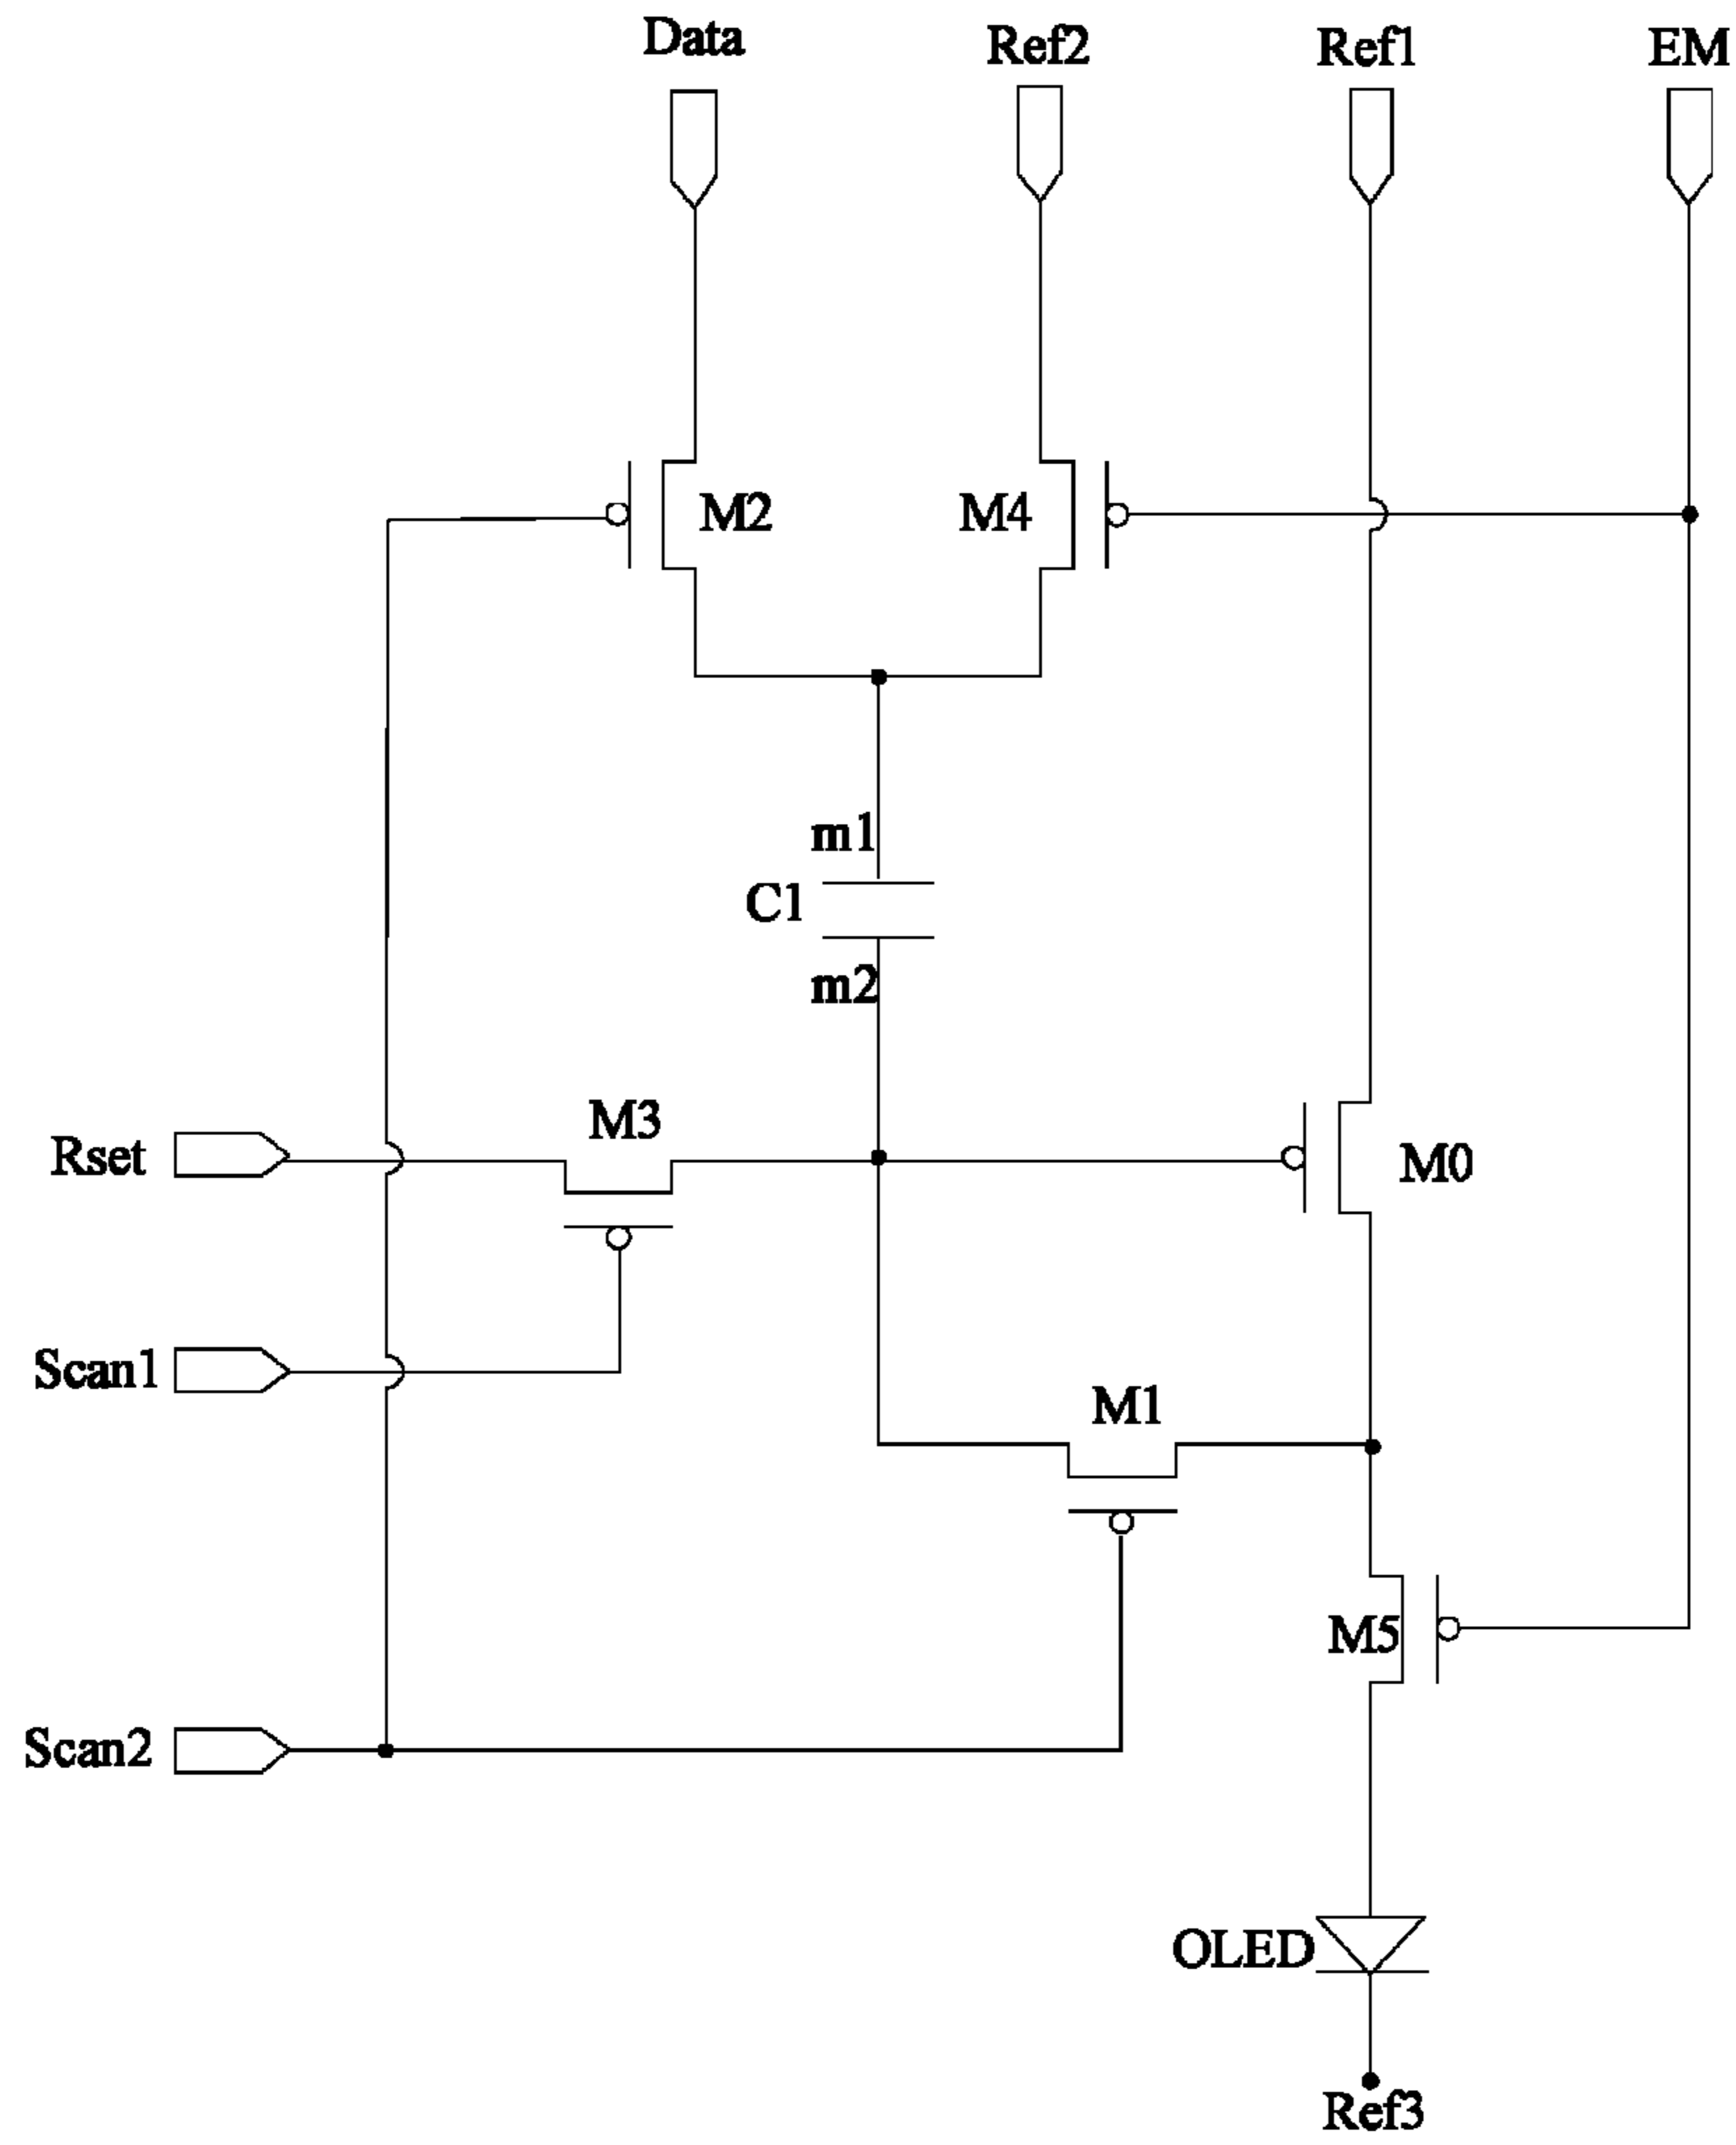 Data
Ref2
Ref1
EM
M2
M4
m1
C1
m2
M3
Rset
M0
Scan1
M1
M5
Scan2
OLED
Ref3